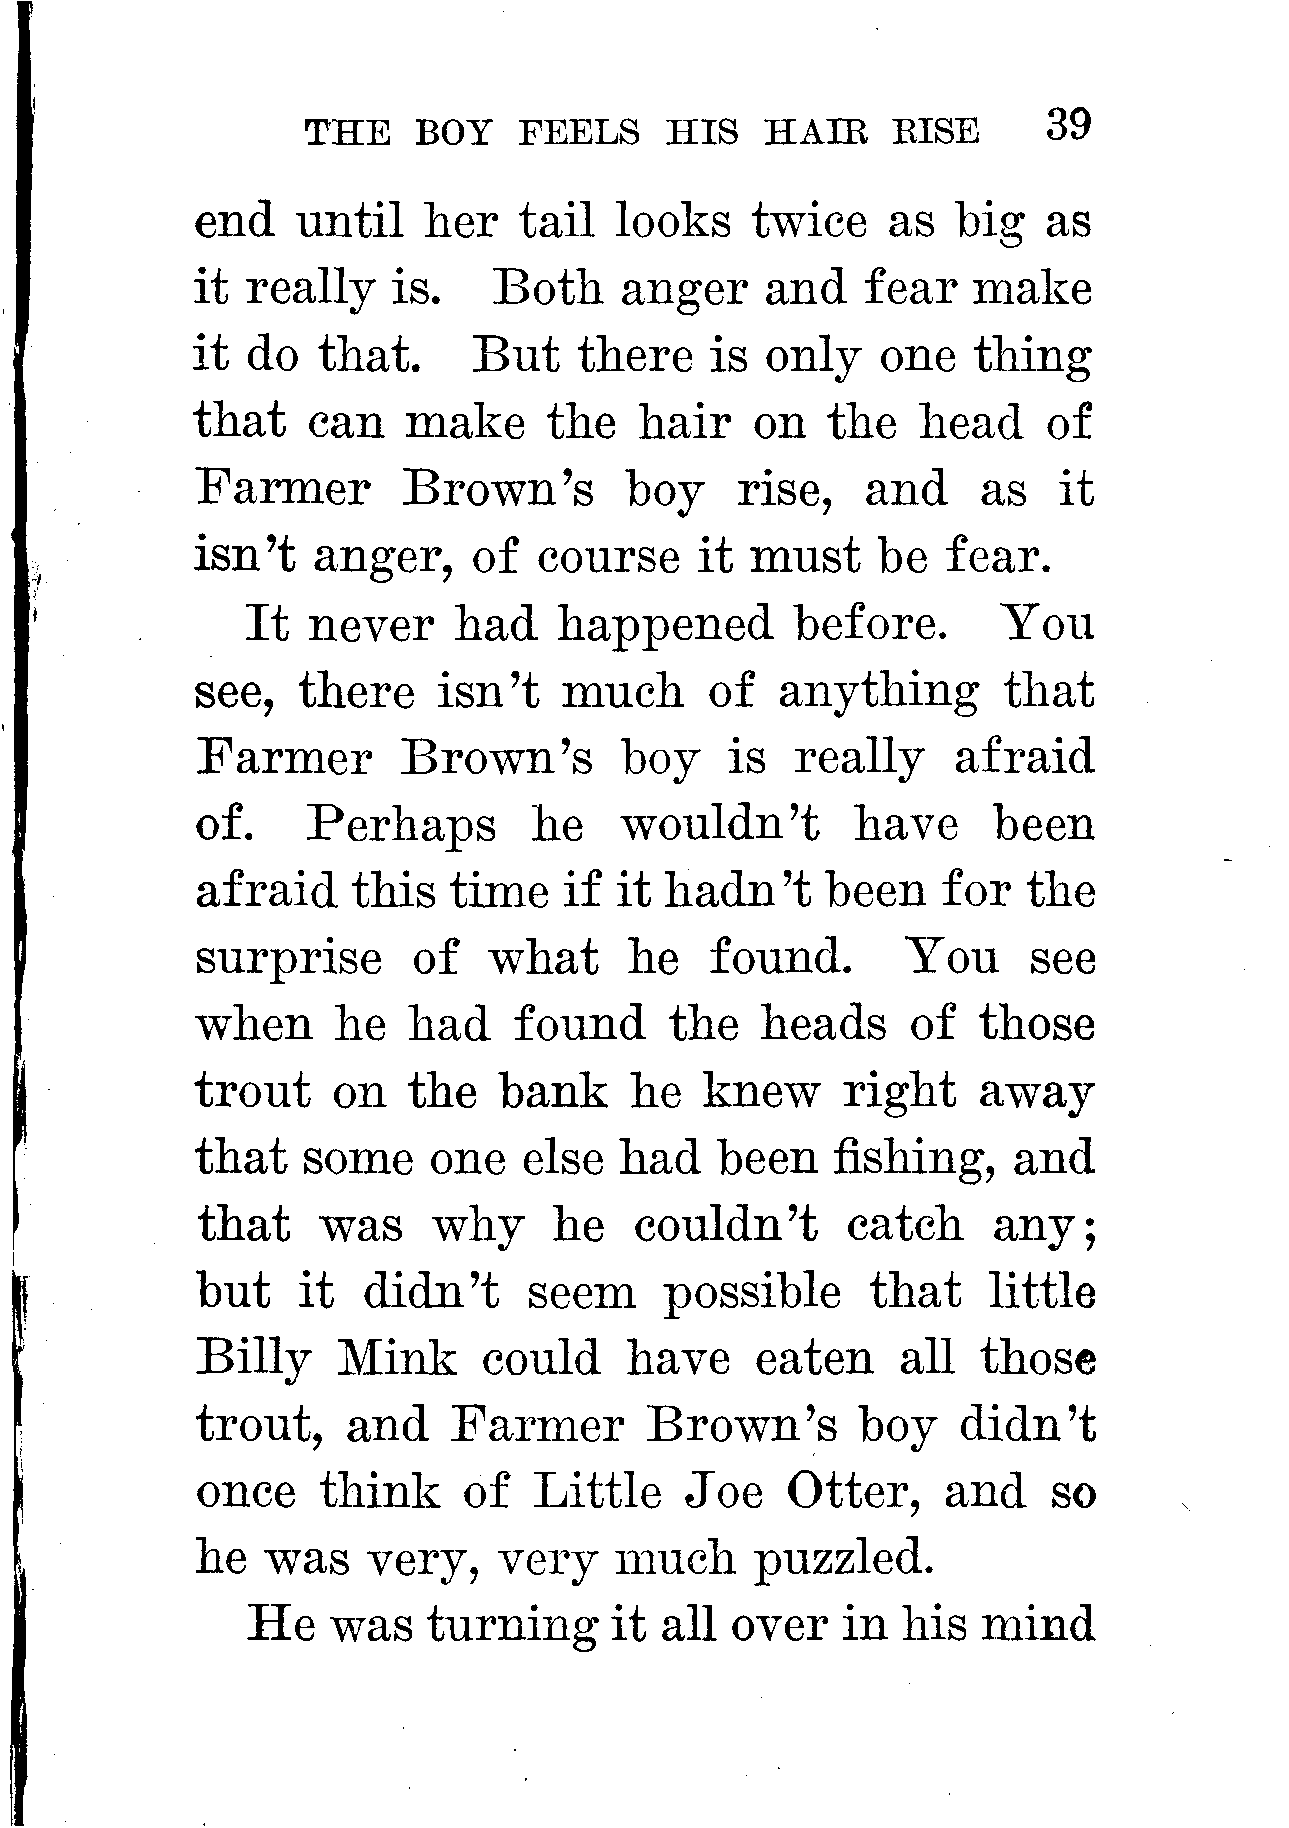 THE BOY FEELS HIS HAIR RISE 39
end until her tail looks twice as big as
it really is. Both anger and fear make
it do that. But there is only one thing
that can make the hair on the head of
Farmer Brown's boy rise, and as it
isn't anger, of course it must be fear.
It never had happened before. You
see, there isn't much of anything that
Farmer Brown's boy is really afraid
of. Perhaps he wouldn't have been
afraid this time if it hadn't been for the
surprise of what he found. You see
when he had found the heads of those
trout on the bank he knew right away
that some one else had been fishing, and
that was why he couldn't catch any;
but it didn't seem possible that little
Billy Mink could have eaten all those
trout, and Farmer Brown's boy didn't
once think of Little Joe Otter, and so
he was very, very much puzzled.
He was turning it all over in his mind